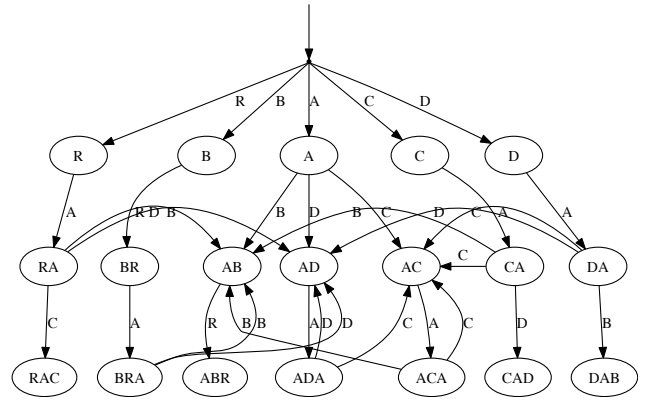 R B A C D
R B A C D
A R D B B D C B D C A A
RA BR AB AD AC C CA DA
C A R B B A D D C A C D B
RAC BRA ABR ADA ACA CAD DAB